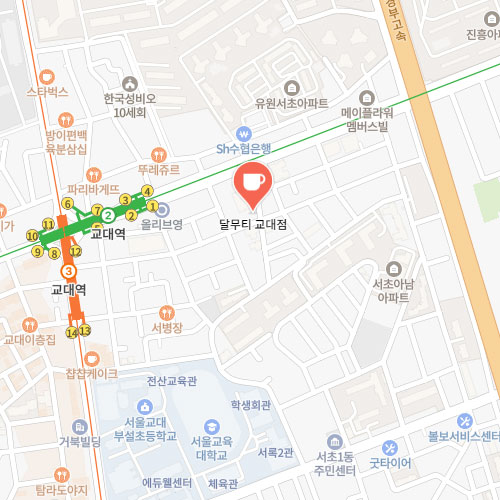 경부고속
진흥아파
스타벅스
한국성비오
10세회
유원서초아파트
메이플랴워
멤버스빌
방이편백
육분삼십
Sh수협은행
뚜레쥬르
파리바게뜨
4
3
1
2
6
7
2
올리브영
달무티 교대점
11
10
교대역
이가
9
8
12
3
교대역
서초아남
아파트
서병장
14
13
교대이층집
찹찹케이크
전산교육관
학생회관
서울교대
부설초등학교
서울교육
대학교
거북빌딩
서록2관
서초1동
주민센터
볼보서비스센터
굿타이어
에듀웰센터
체육관
탐라도야지